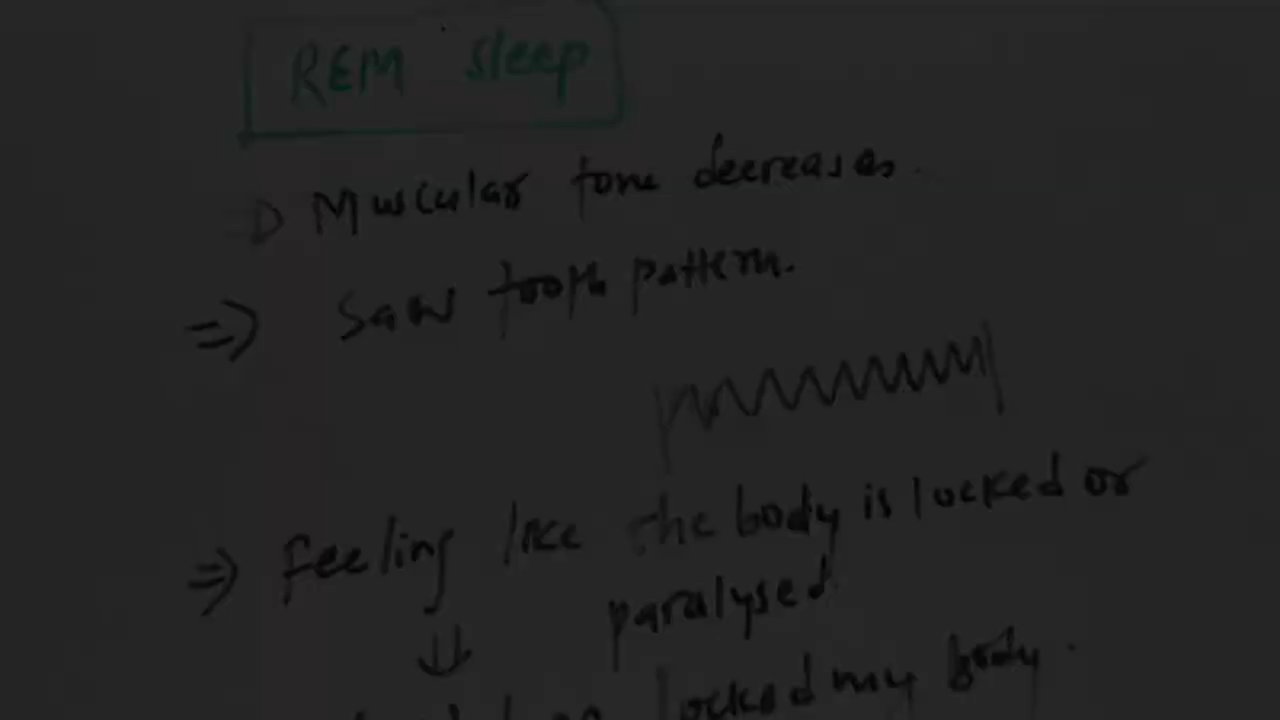 REM sleep
Muscular tone decreases.
=> Saw tooth pattern.
=> Feeling like the body is locked or
paralysed.
locked my body.